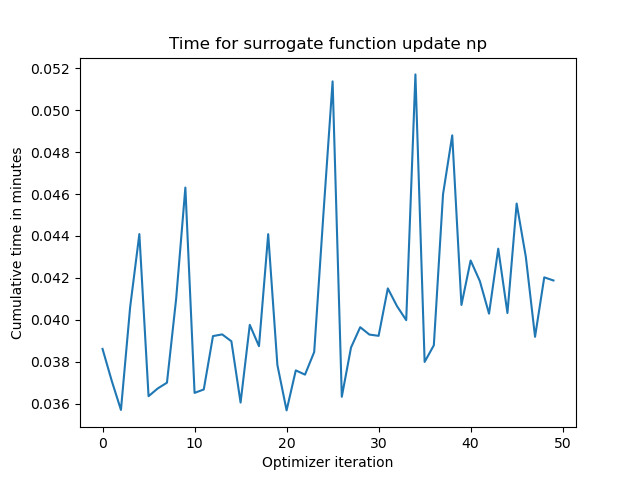 Time for surrogate function update np
Cumulative time in minutes
0.052
0.050
0.048
0.046
0.044
0.042
0.040
0.038
0.036
0 10 20 30 40 50
Optimizer iteration